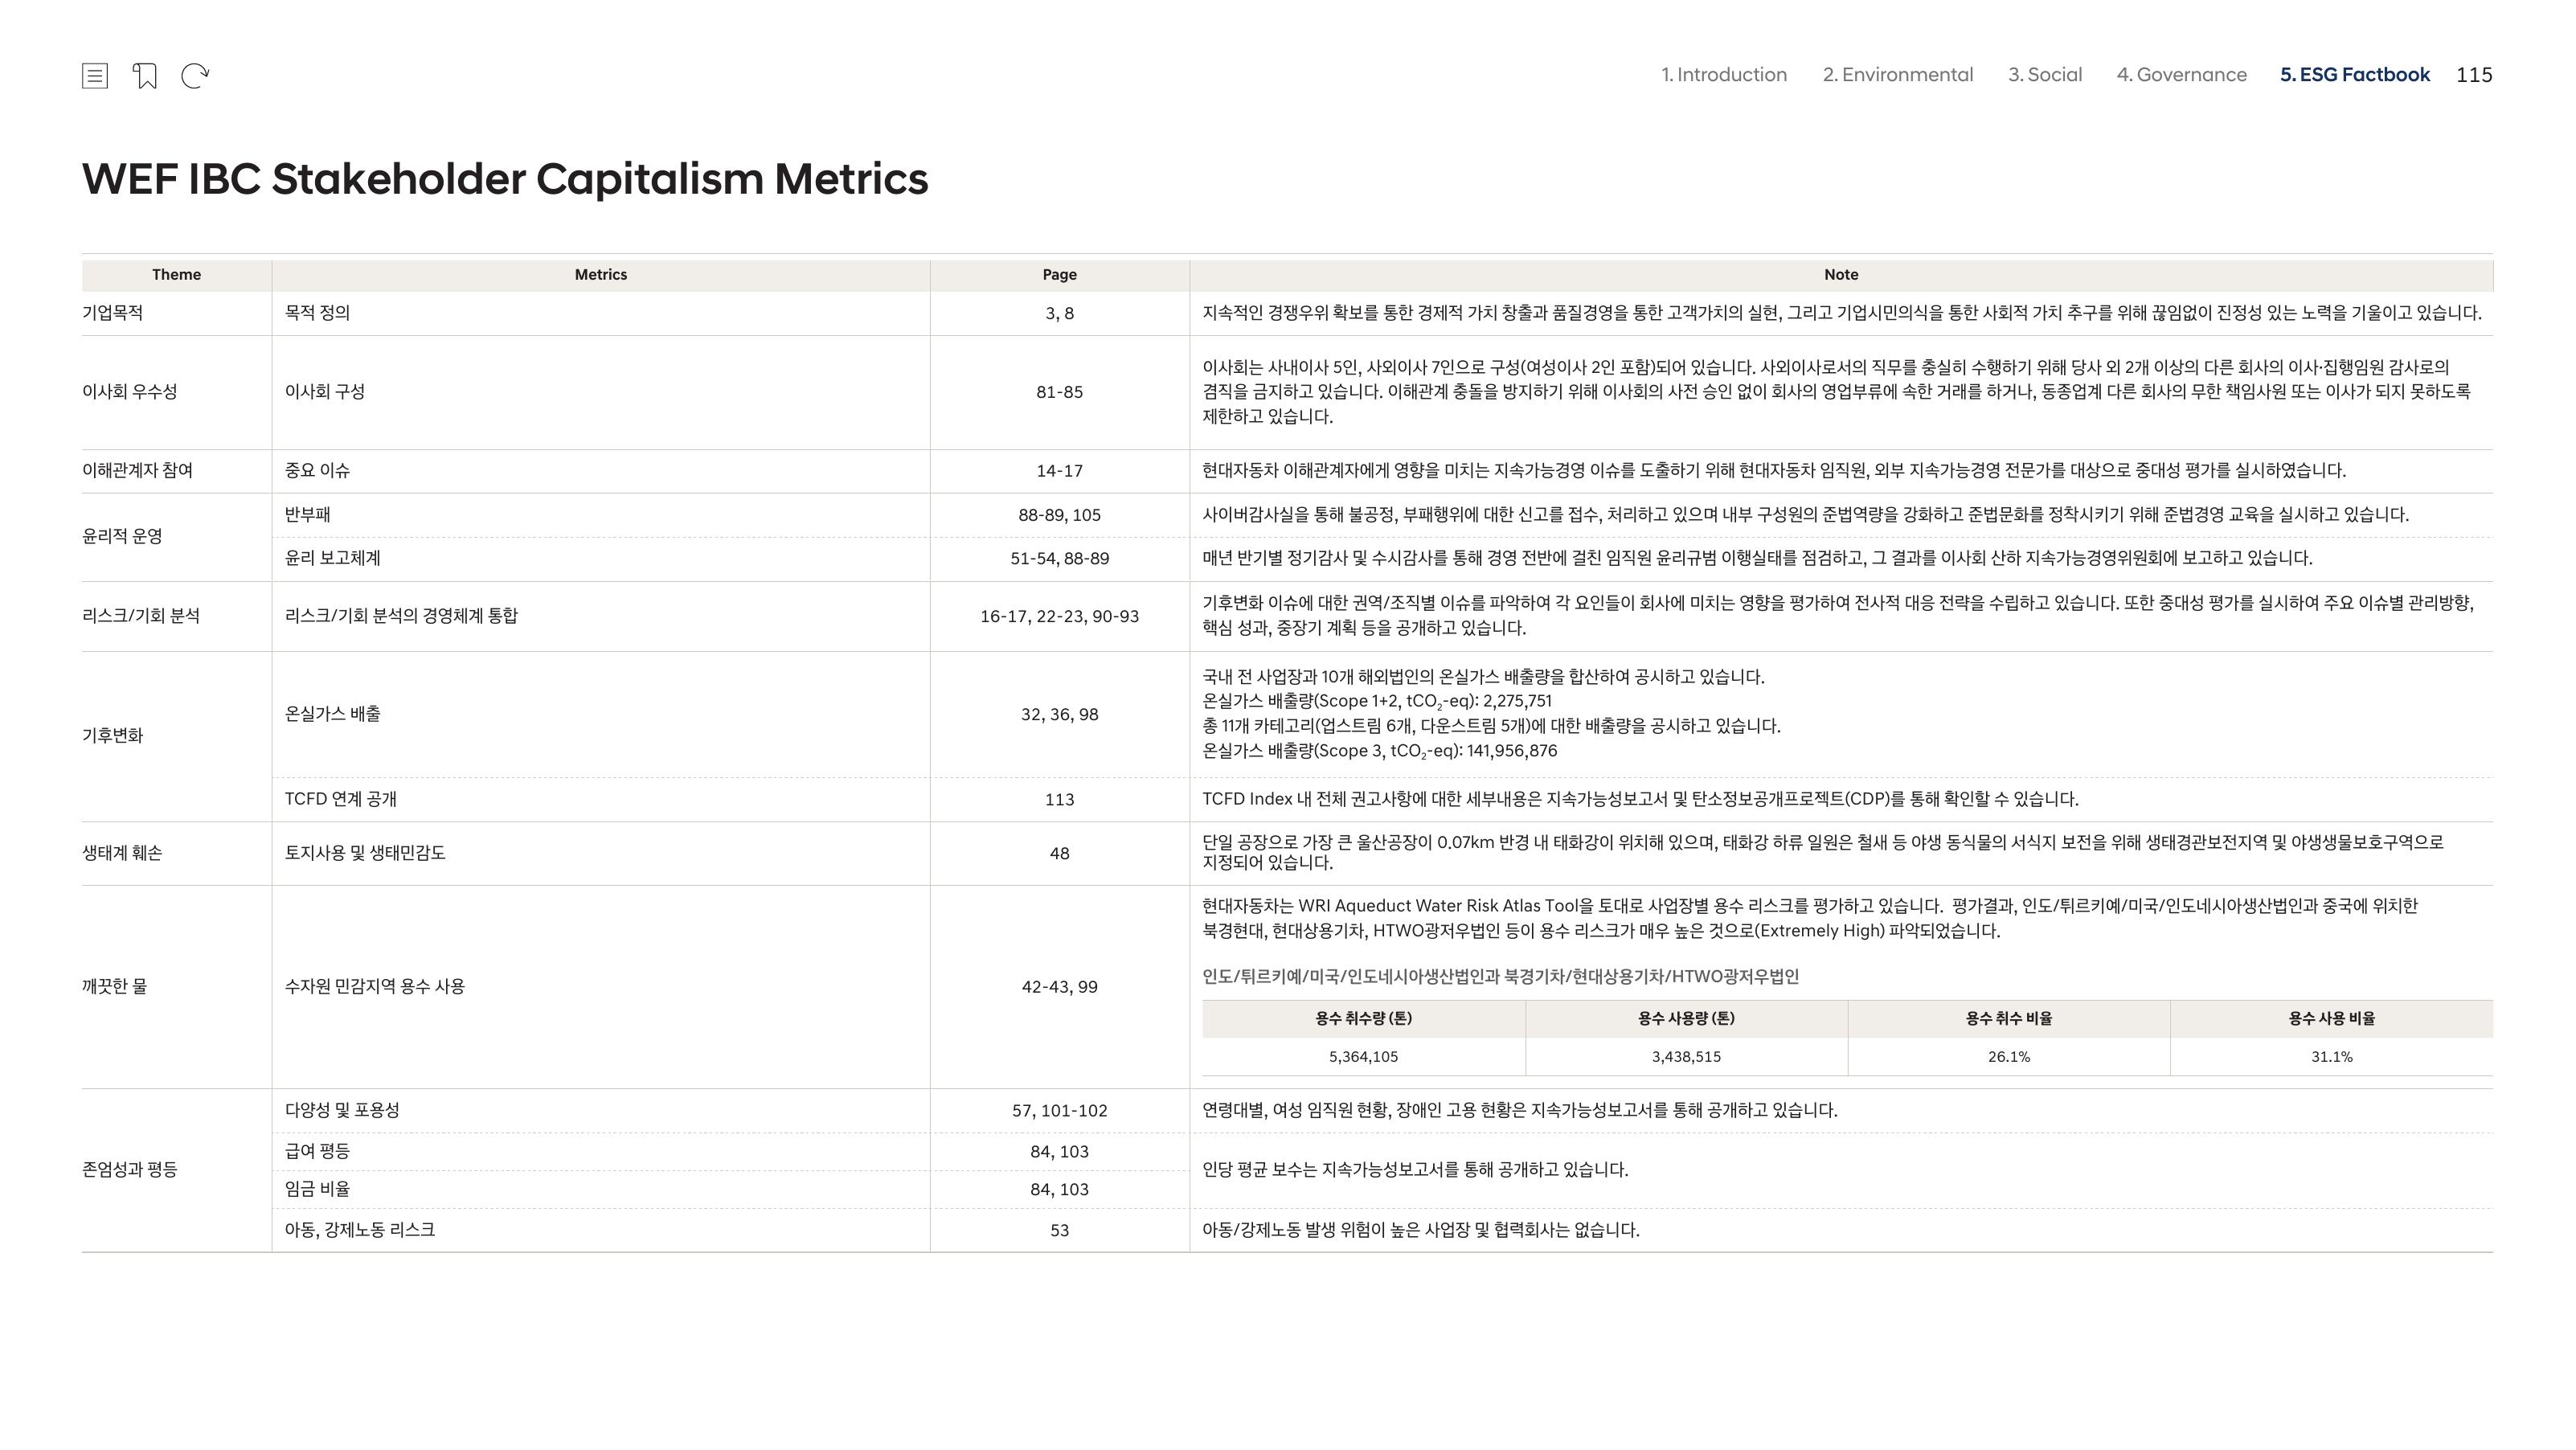 1. Introduction 2. Environmental 3. Social 4. Governance 5. ESG Factbook 115
WEF IBC Stakeholder Capitalism Metrics
Theme Metrics Page Note
기업목적 목적 정의 3, 8 지속적인 경쟁우위 확보를 통한 경제적 가치 창출과 품질경영을 통한 고객가치의 실현, 그리고 기업시민의식을 통한 사회적 가치 추구를 위해 끊임없이 진정성 있는 노력을 기울이고 있습니다.
이사회 우수성 이사회 구성 81-85 이사회는 사내이사 5인, 사외이사 7인으로 구성(여성이사 2인 포함)되어 있습니다. 사외이사로서의 직무를 충실히 수행하기 위해 당사 외 2개 이상의 다른 회사의 이사·집행임원 감사로의
겸직을 금지하고 있습니다. 이해관계 충돌을 방지하기 위해 이사회의 사전 승인 없이 회사의 영업부류에 속한 거래를 하거나, 동종업계 다른 회사의 무한 책임사원 또는 이사가 되지 못하도록
제한하고 있습니다.
이해관계자 참여 중요 이슈 14-17 현대자동차 이해관계자에게 영향을 미치는 지속가능경영 이슈를 도출하기 위해 현대자동차 임직원, 외부 지속가능경영 전문가를 대상으로 중대성 평가를 실시하였습니다.
윤리적 운영 반부패 88-89, 105 사이버감사실을 통해 불공정, 부패행위에 대한 신고를 접수, 처리하고 있으며 내부 구성원의 준법역량을 강화하고 준법문화를 정착시키기 위해 준법경영 교육을 실시하고 있습니다.
윤리 보고체계 51-54, 88-89 매년 반기별 정기감사 및 수시감사를 통해 경영 전반에 걸친 임직원 윤리규범 이행실태를 점검하고, 그 결과를 이사회 산하 지속가능경영위원회에 보고하고 있습니다.
리스크/기회 분석 리스크/기회 분석의 경영체계 통합 16-17, 22-23, 90-93 기후변화 이슈에 대한 권역/조직별 이슈를 파악하여 각 요인들이 회사에 미치는 영향을 평가하여 전사적 대응 전략을 수립하고 있습니다. 또한 중대성 평가를 실시하여 주요 이슈별 관리방향,
핵심 성과, 중장기 계획 등을 공개하고 있습니다.
기후변화 온실가스 배출 32, 36, 98 국내 전 사업장과 10개 해외법인의 온실가스 배출량을 합산하여 공시하고 있습니다.
온실가스 배출량(Scope 1+2, tCO₂-eq): 2,275,751
총 11개 카테고리(업스트림 6개, 다운스트림 5개)에 대한 배출량을 공시하고 있습니다.
온실가스 배출량(Scope 3, tCO₂-eq): 141,956,876
TCFD 연계 공개 113 TCFD Index 내 전체 권고사항에 대한 세부내용은 지속가능성보고서 및 탄소정보공개프로젝트(CDP)를 통해 확인할 수 있습니다.
생태계 훼손 토지사용 및 생태민감도 48 단일 공장으로 가장 큰 울산공장이 0.07km 반경 내 태화강이 위치해 있으며, 태화강 하류 일원은 철새 등 야생 동식물의 서식지 보전을 위해 생태경관보전지역 및 야생생물보호구역으로
지정되어 있습니다.
깨끗한 물 수자원 민감지역 용수 사용 42-43, 99 현대자동차는 WRI Aqueduct Water Risk Atlas Tool을 토대로 사업장별 용수 리스크를 평가하고 있습니다. 평가결과, 인도/튀르키예/미국/인도네시아생산법인과 중국에 위치한
북경현대, 현대상용기차, HTWO광저우법인 등이 용수 리스크가 매우 높은 것으로(Extremely High) 파악되었습니다.
인도/튀르키예/미국/인도네시아생산법인과 북경기차/현대상용기차/HTWO광저우법인
용수 취수량 (톤) 용수 사용량 (톤) 용수 취수 비율 용수 사용 비율
5,364,105 3,438,515 26.1% 31.1%
존엄성과 평등 다양성 및 포용성 57, 101-102 연령대별, 여성 임직원 현황, 장애인 고용 현황은 지속가능성보고서를 통해 공개하고 있습니다.
급여 평등 84, 103 인당 평균 보수는 지속가능성보고서를 통해 공개하고 있습니다.
임금 비율 84, 103
아동, 강제노동 리스크 53 아동/강제노동 발생 위험이 높은 사업장 및 협력회사는 없습니다.